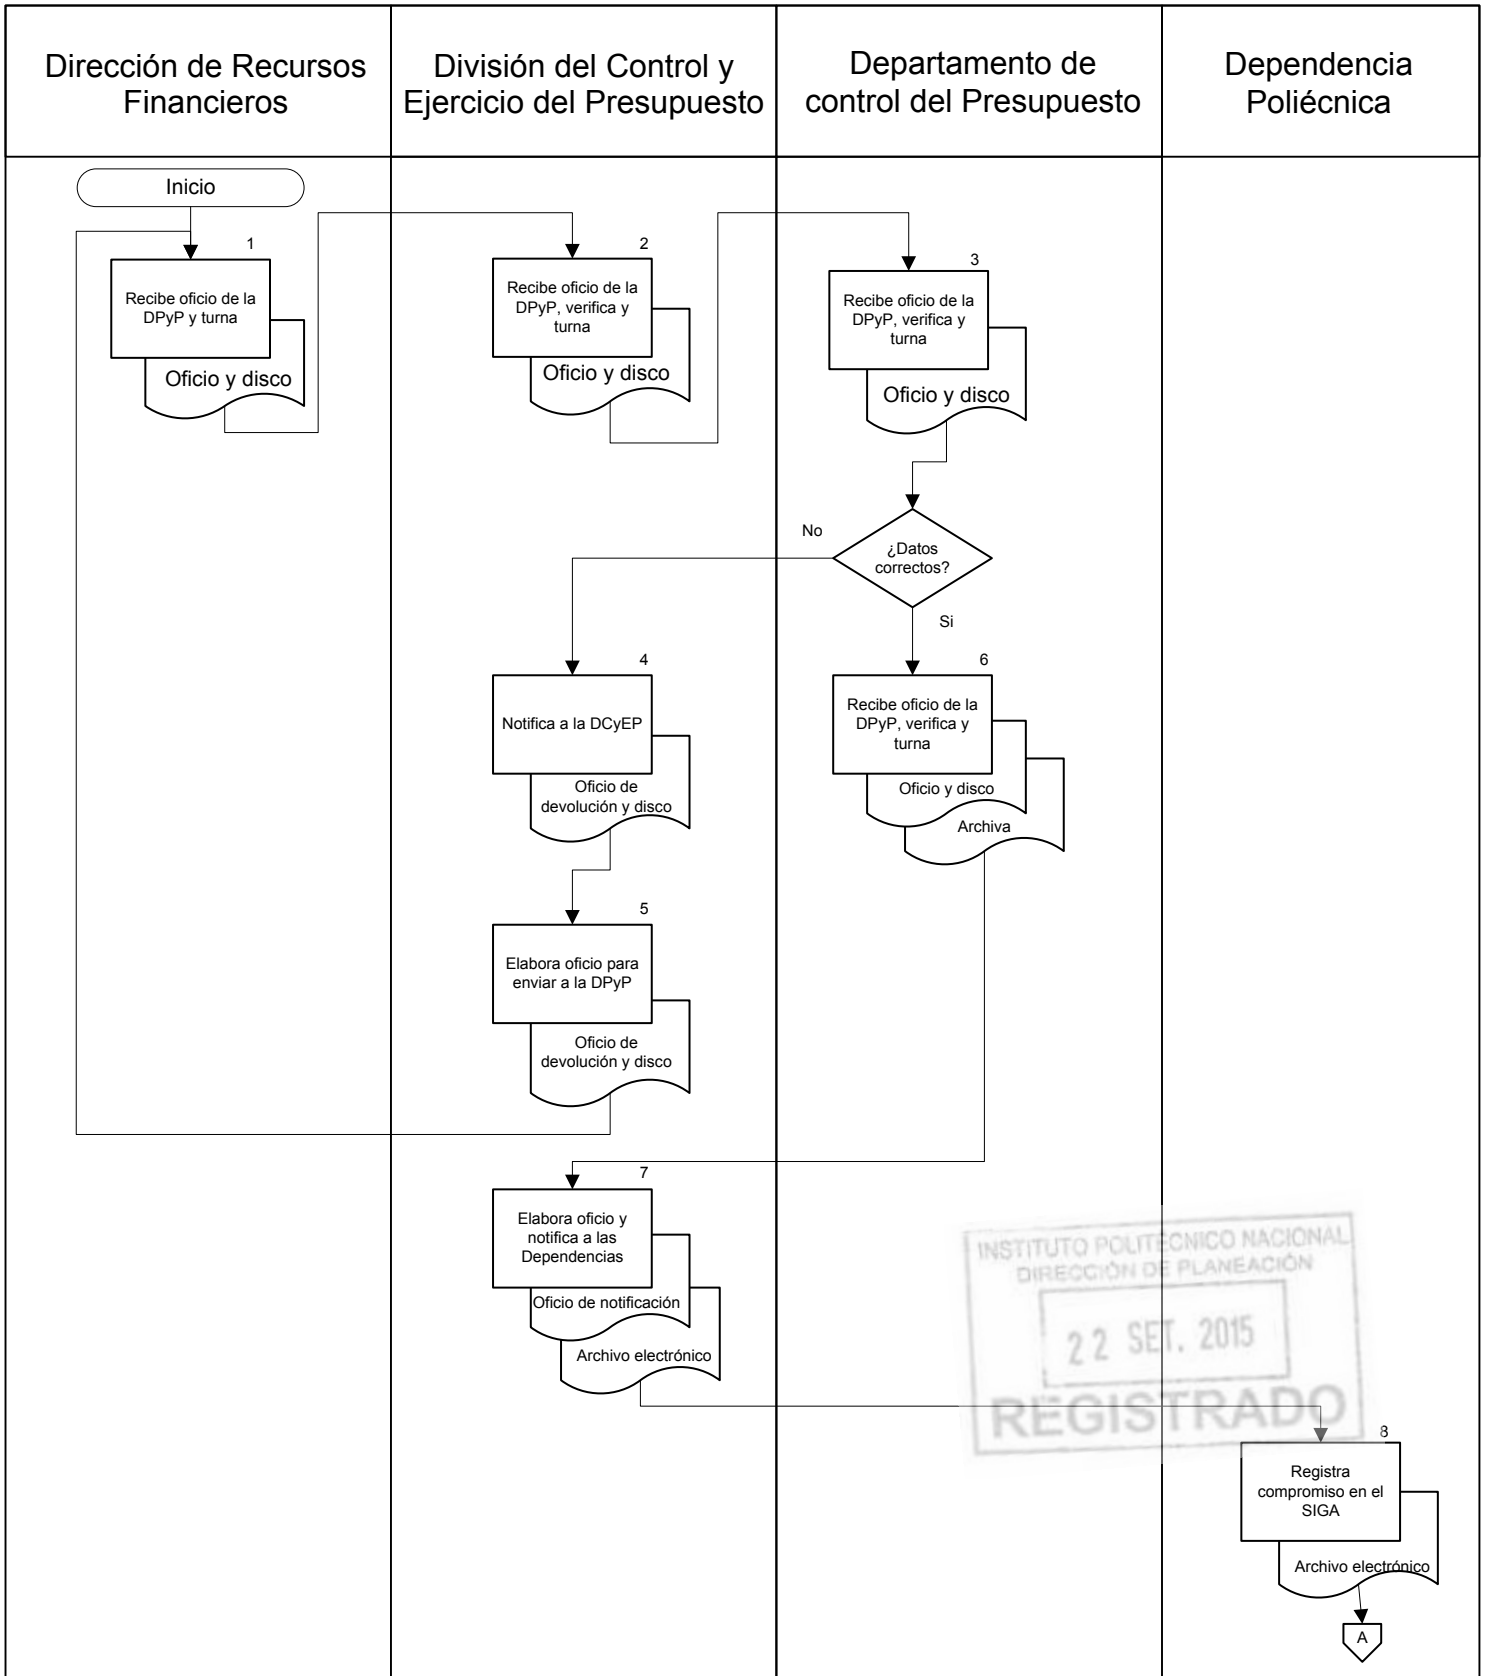 Dirección de Recursos
Financieros
División del Control y
Ejercicio del Presupuesto
Departamento de
control del Presupuesto
Dependencia
Poliécnica
Inicio
1
Recibe oficio de la
DPyP y turna
Oficio y disco
2
Recibe oficio de la
DPyP, verifica y
turna
Oficio y disco
3
Recibe oficio de la
DPyP, verifica y
turna
Oficio y disco
No
¿Datos
correctos?
Si
4
Notifica a la DCyEP
Oficio de
devolución y disco
6
Recibe oficio de la
DPyP, verifica y
turna
Oficio y disco
Archiva
5
Elabora oficio para
enviar a la DPyP
Oficio de
devolución y disco
7
Elabora oficio y
notifica a las
Dependencias
Oficio de notificación
Archivo electrónico
INSTITUTO POLITÉCNICO NACIONAL
DIRECCIÓN DE PLANEACIÓN
22 SET. 2015
REGISTRADO
8
Registra
compromiso en el
SIGA
Archivo electrónico
A